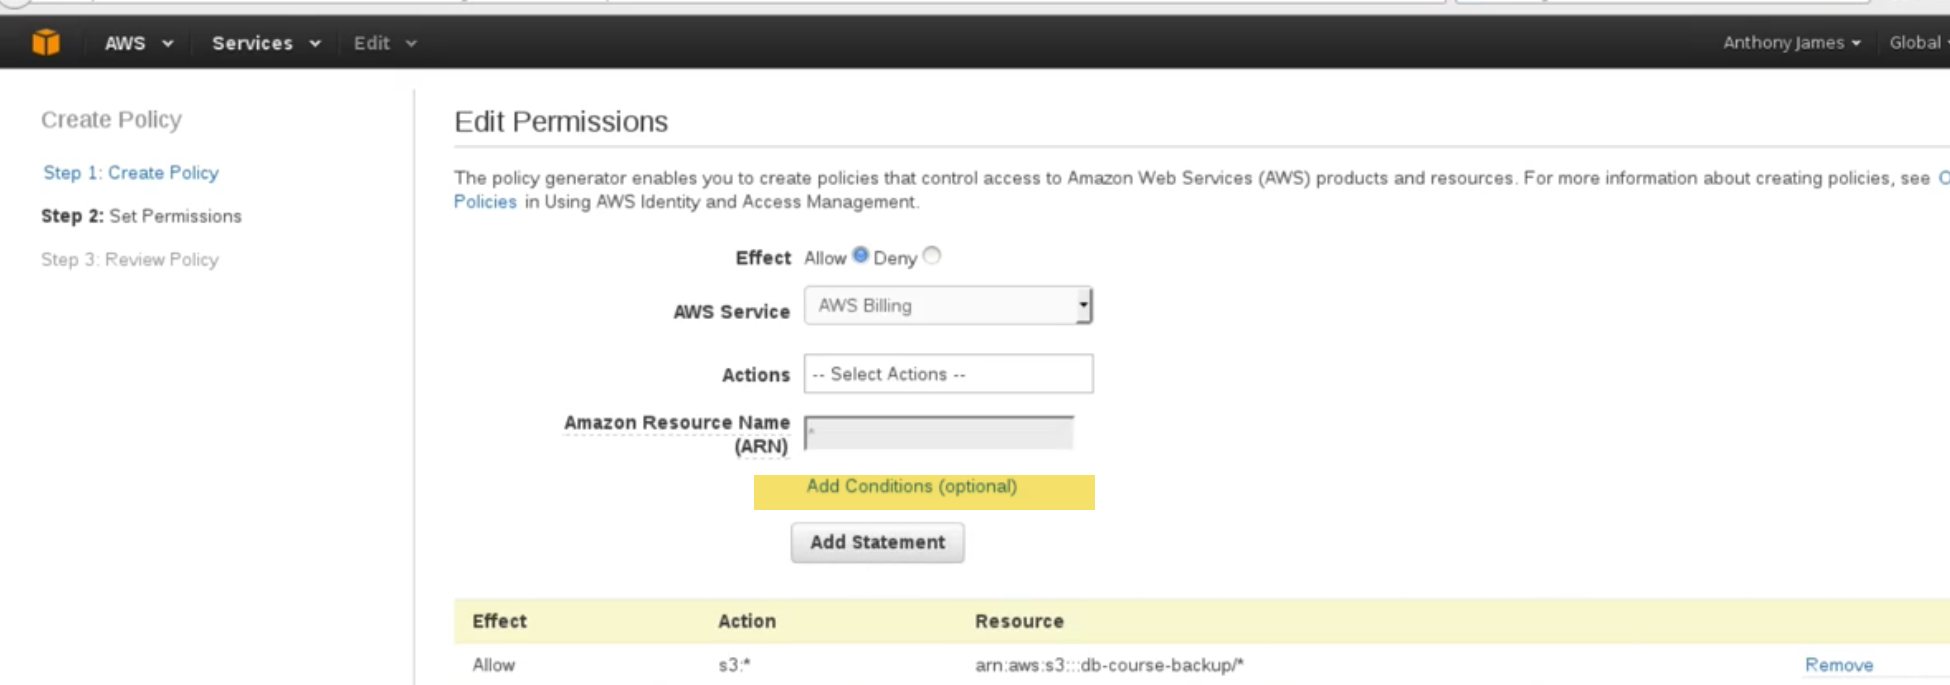 AWS Services Edit Anthony James Global
Create Policy
Step 1: Create Policy
Step 2: Set Permissions
Step 3: Review Policy
Edit Permissions
The policy generator enables you to create policies that control access to Amazon Web Services (AWS) products and resources. For more information about creating policies, see
Policies in Using AWS Identity and Access Management.
Effect Allow Deny
AWS Service AWS Billing
Actions -- Select Actions --
Amazon Resource Name
(ARN) *
Add Conditions (optional)
Add Statement
Effect Action Resource
Allow s3:* arn:aws:s3:::db-course-backup/* Remove